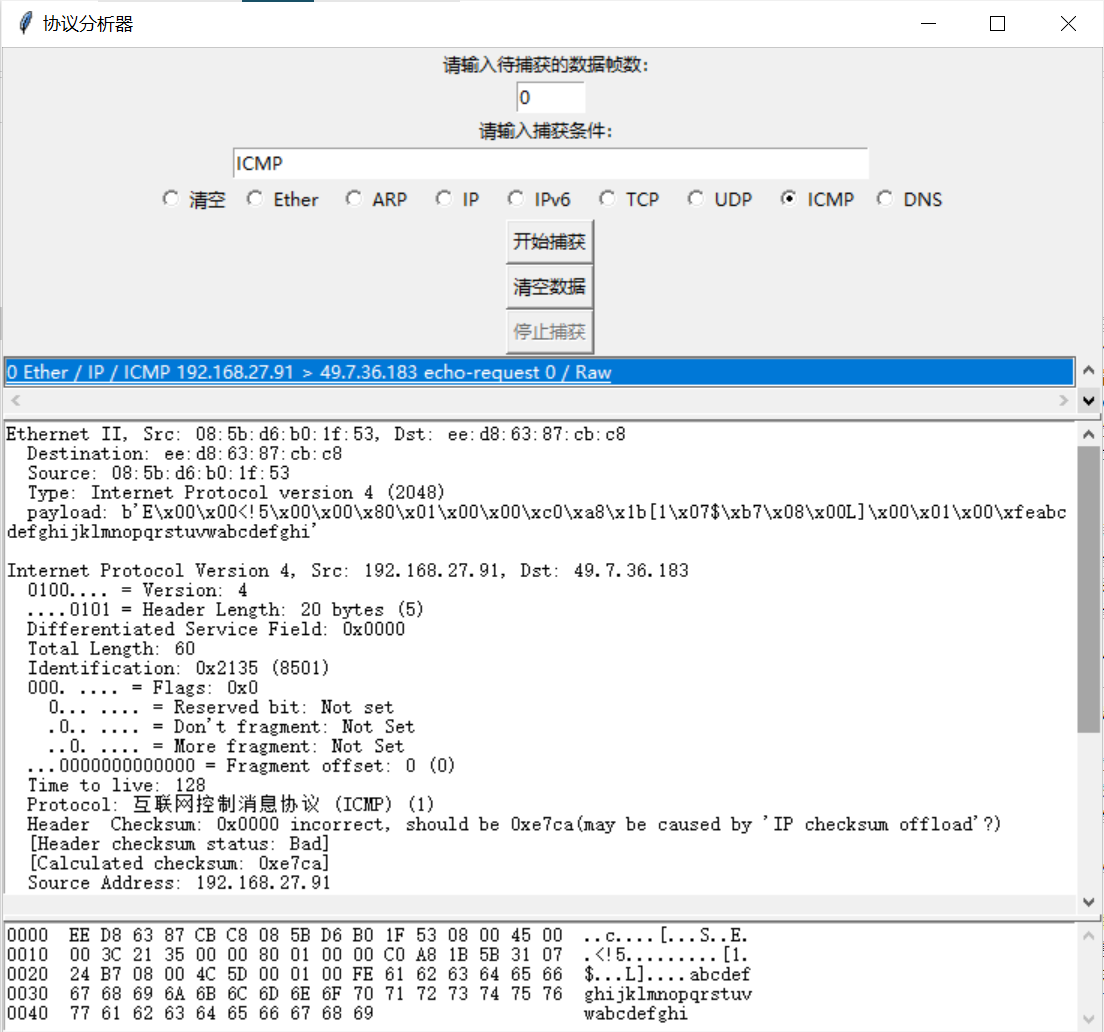 协议分析器
请输入待捕获的数据帧数:
0
请输入捕获条件:
ICMP
清空 Ether ARP IP IPv6 TCP UDP ICMP DNS
开始捕获
清空数据
停止捕获
0 Ether / IP / ICMP 192.168.27.91 > 49.7.36.183 echo-request 0 / Raw
Ethernet II, Src: 08:5b:d6:b0:1f:53, Dst: ee:d8:63:87:cb:c8
  Destination: ee:d8:63:87:cb:c8
  Source: 08:5b:d6:b0:1f:53
  Type: Internet Protocol version 4 (2048)
  payload: b'E\x00\x00<!5\x00\x00\x80\x01\x00\x00\xc0\xa8\x1b[1\x07$\xb7\x08\x00L]\x00\x01\x00\xfeabc
defghijklmnopqrstuvwabcdefghi'
Internet Protocol Version 4, Src: 192.168.27.91, Dst: 49.7.36.183
  0100.... = Version: 4
  ....0101 = Header Length: 20 bytes (5)
  Differentiated Service Field: 0x0000
  Total Length: 60
  Identification: 0x2135 (8501)
  000. .... = Flags: 0x0
    0... .... = Reserved bit: Not set
    .0.. .... = Don't fragment: Not Set
    ..0. .... = More fragment: Not Set
  ...0000000000000 = Fragment offset: 0 (0)
  Time to live: 128
  Protocol: 互联网控制消息协议 (ICMP) (1)
  Header  Checksum: 0x0000 incorrect, should be 0xe7ca(may be caused by 'IP checksum offload'?)
  [Header checksum status: Bad]
  [Calculated checksum: 0xe7ca]
  Source Address: 192.168.27.91
0000  EE D8 63 87 CB C8 08 5B D6 B0 1F 53 08 00 45 00  ..c....[...S..E.
0010  00 3C 21 35 00 00 80 01 00 00 C0 A8 1B 5B 31 07  .<!5.........[1.
0020  24 B7 08 00 4C 5D 00 01 00 FE 61 62 63 64 65 66  $...L]....abcdef
0030  67 68 69 6A 6B 6C 6D 6E 6F 70 71 72 73 74 75 76  ghijklmnopqrstuv
0040  77 61 62 63 64 65 66 67 68 69  wabcdefghi